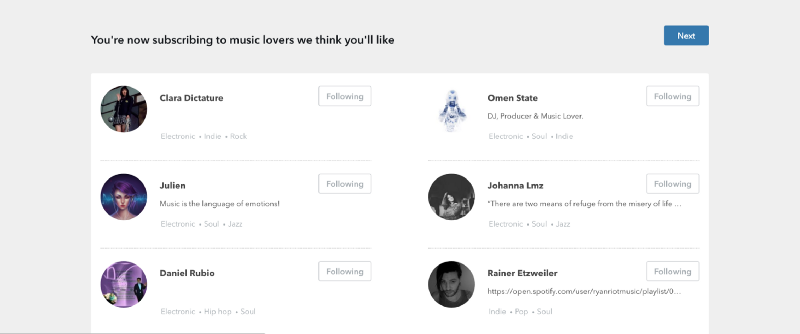 You're now subscribing to music lovers we think you'll like
Next
Clara Dictature
Following
Electronic • Indie • Rock
Omen State
Following
DJ, Producer & Music Lover.
Electronic • Soul • Indie
Julien
Following
Music is the language of emotions!
Electronic • Soul • Jazz
Johanna Lmz
Following
"There are two means of refuge from the misery of life ...
Electronic • Soul • Jazz
Daniel Rubio
Following
Electronic • Hip hop • Soul
Rainer Etzweiler
Following
https://open.spotify.com/user/ryanriotmusic/playlist/0...
Indie • Pop • Soul